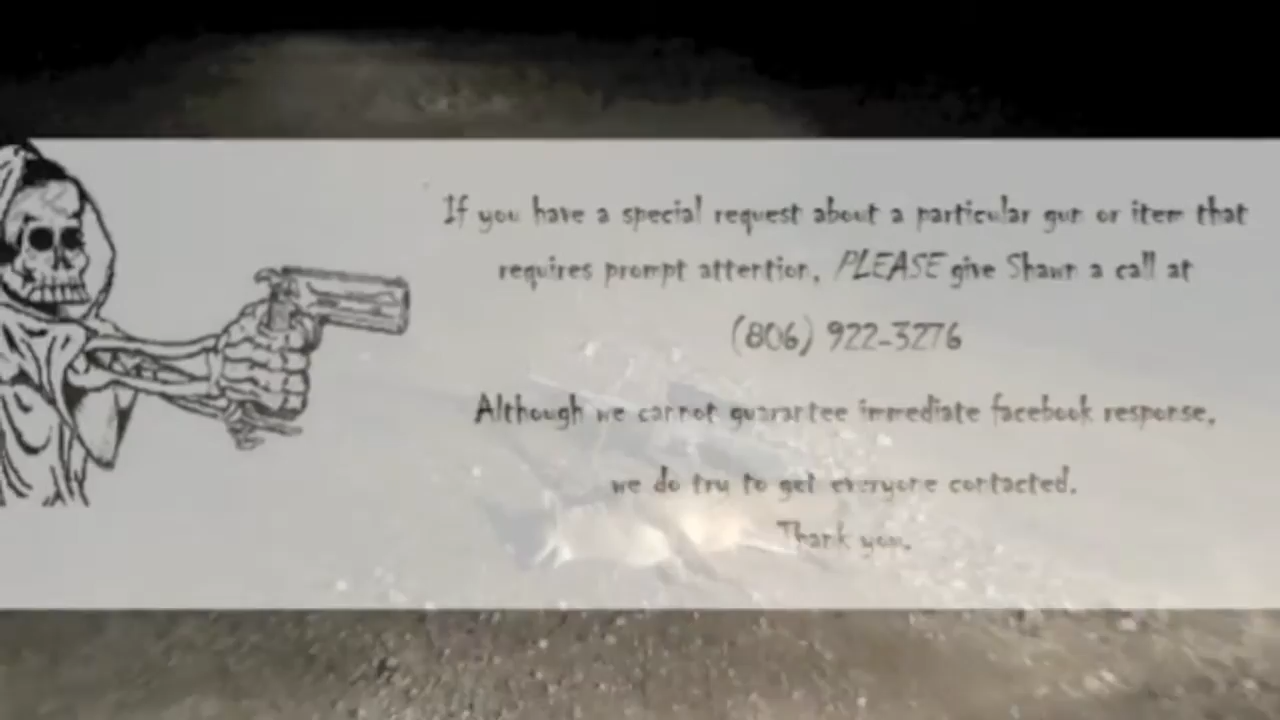 If you have a special request about a particular gun or item that
requires prompt attention, PLEASE give Shawn a call at
(806) 922-3276
Although we cannot guarantee immediate facebook response,
we do try to get everyone contacted.
Thank you.